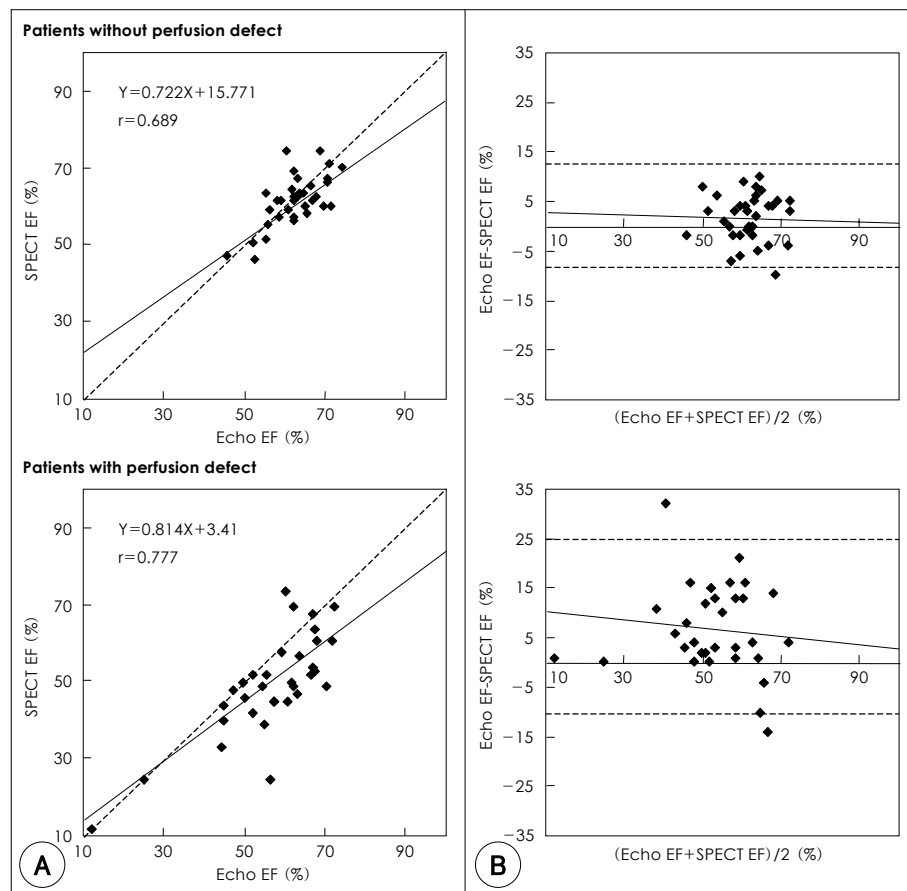 Patients without perfusion defect
Y=0.722X+15.771
r=0.689
SPECT EF (%)
90
70
50
30
10
10 30 50 70 90
Echo EF (%)
Echo EF-SPECT EF (%)
35
25
15
5
−5
−15
−25
−35
10 30 50 70 90
(Echo EF+SPECT EF)/2 (%)
Patients with perfusion defect
Y=0.814X+3.41
r=0.777
SPECT EF (%)
90
70
50
30
10
10 30 50 70 90
Echo EF (%)
A
Echo EF-SPECT EF (%)
35
25
15
5
−5
−15
−25
−35
10 30 50 70 90
(Echo EF+SPECT EF)/2 (%)
B